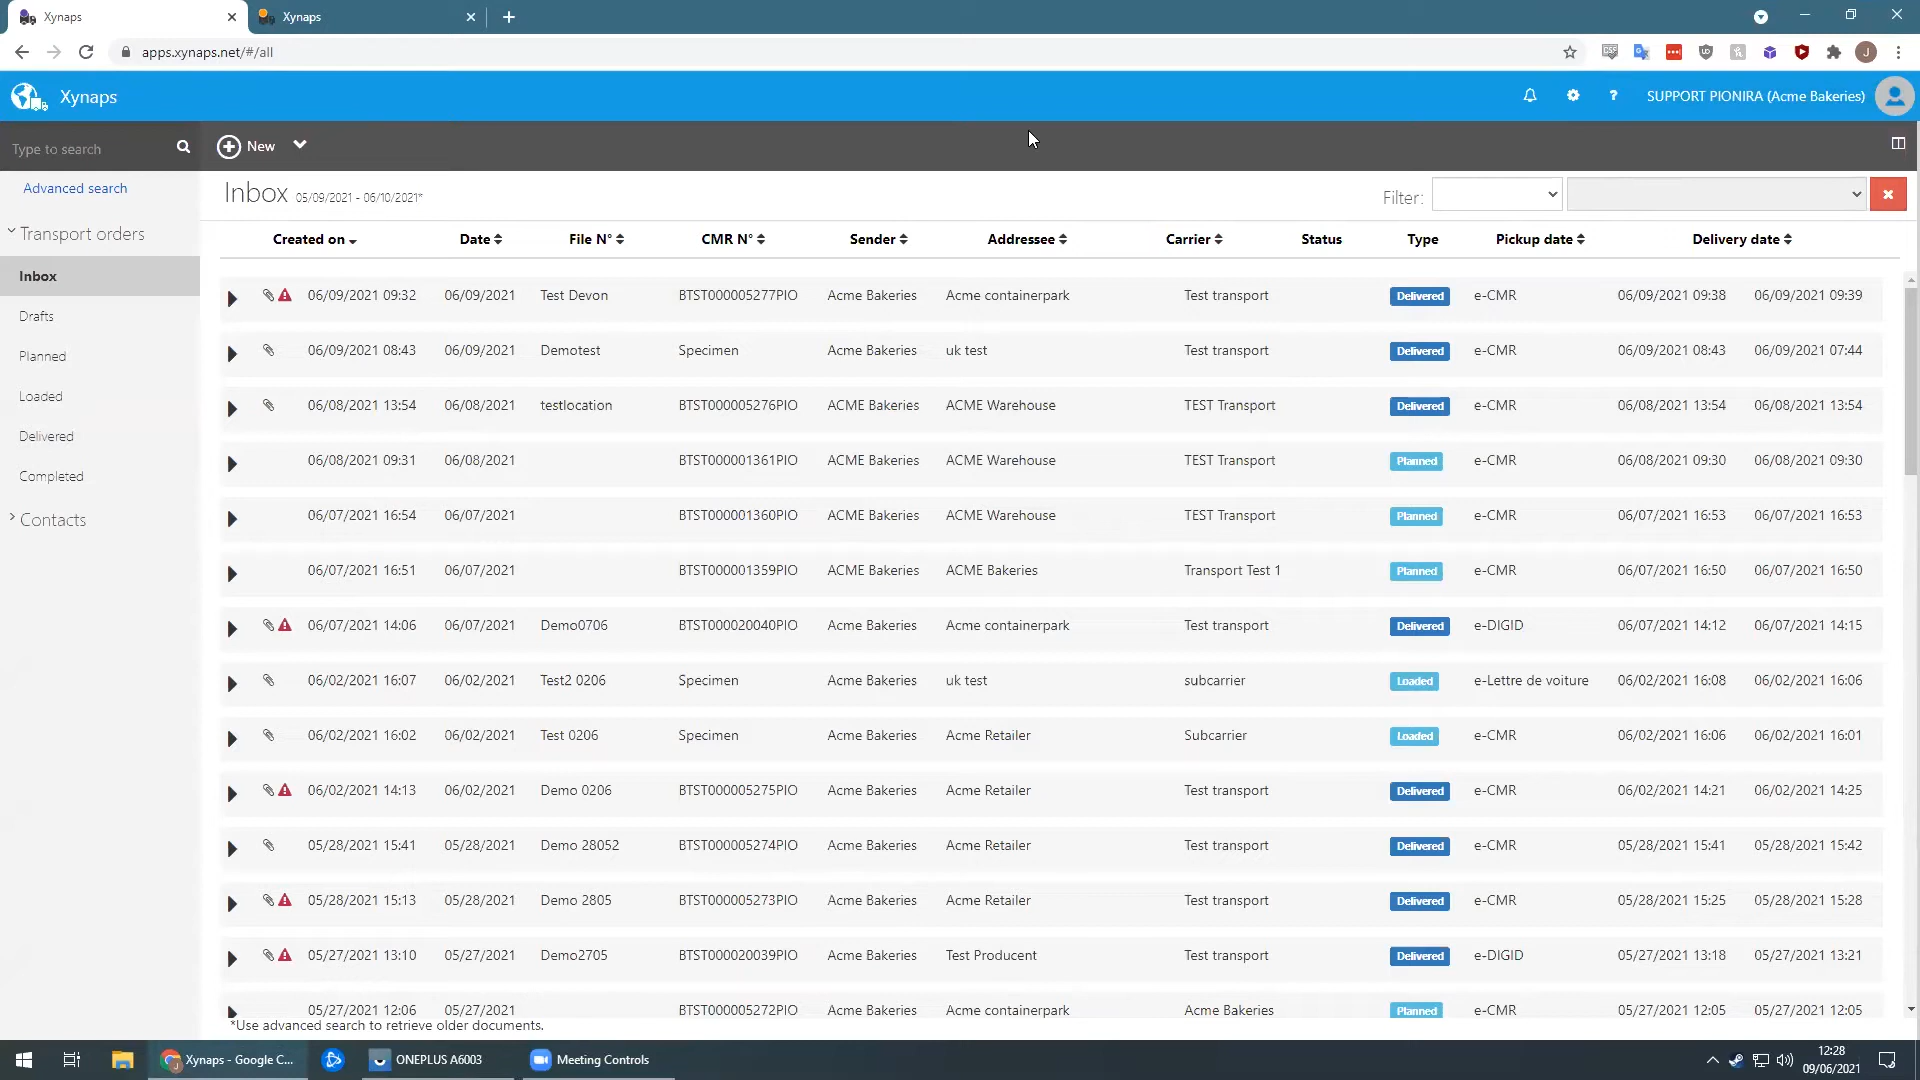 Xynaps
Xynaps
apps.xynaps.net/#/all
J
Xynaps
? SUPPORT PIONIRA (Acme Bakeries)
Type to search
New
Advanced search
Inbox 05/09/2021 - 06/10/2021*
Filter:
Transport orders
Inbox
Drafts
Planned
Loaded
Delivered
Completed
Contacts
Created on Date File N° CMR N° Sender Addressee Carrier Status Type Pickup date Delivery date
06/09/2021 09:32 06/09/2021 Test Devon BTST000005277PIO Acme Bakeries Acme containerpark Test transport Delivered e-CMR 06/09/2021 09:38 06/09/2021 09:39
06/09/2021 08:43 06/09/2021 Demotest Specimen Acme Bakeries uk test Test transport Delivered e-CMR 06/09/2021 08:43 06/09/2021 07:44
06/08/2021 13:54 06/08/2021 testlocation BTST000005276PIO ACME Bakeries ACME Warehouse TEST Transport Delivered e-CMR 06/08/2021 13:54 06/08/2021 13:54
06/08/2021 09:31 06/08/2021 BTST000001361PIO ACME Bakeries ACME Warehouse TEST Transport Planned e-CMR 06/08/2021 09:30 06/08/2021 09:30
06/07/2021 16:54 06/07/2021 BTST000001360PIO ACME Bakeries ACME Warehouse TEST Transport Planned e-CMR 06/07/2021 16:53 06/07/2021 16:53
06/07/2021 16:51 06/07/2021 BTST000001359PIO ACME Bakeries ACME Bakeries Transport Test 1 Planned e-CMR 06/07/2021 16:50 06/07/2021 16:50
06/07/2021 14:06 06/07/2021 Demo0706 BTST000020040PIO Acme Bakeries Acme containerpark Test transport Delivered e-DIGID 06/07/2021 14:12 06/07/2021 14:15
06/02/2021 16:07 06/02/2021 Test2 0206 Specimen Acme Bakeries uk test subcarrier Loaded e-Lettre de voiture 06/02/2021 16:08 06/02/2021 16:06
06/02/2021 16:02 06/02/2021 Test 0206 Specimen Acme Bakeries Acme Retailer Subcarrier Loaded e-CMR 06/02/2021 16:06 06/02/2021 16:01
06/02/2021 14:13 06/02/2021 Demo 0206 BTST000005275PIO Acme Bakeries Acme Retailer Test transport Delivered e-CMR 06/02/2021 14:21 06/02/2021 14:25
05/28/2021 15:41 05/28/2021 Demo 28052 BTST000005274PIO Acme Bakeries Acme Retailer Test transport Delivered e-CMR 05/28/2021 15:41 05/28/2021 15:42
05/28/2021 15:13 05/28/2021 Demo 2805 BTST000005273PIO Acme Bakeries Acme Retailer Test transport Delivered e-CMR 05/28/2021 15:25 05/28/2021 15:28
05/27/2021 13:10 05/27/2021 Demo2705 BTST000020039PIO Acme Bakeries Test Producent Test transport Delivered e-DIGID 05/27/2021 13:18 05/27/2021 13:21
05/27/2021 12:06 05/27/2021 BTST000005272PIO Acme Bakeries Acme containerpark Acme Bakeries Planned e-CMR 05/27/2021 12:05 05/27/2021 12:05
*Use advanced search to retrieve older documents.
Xynaps - Google C...
ONEPLUS A6003
Meeting Controls
12:28
09/06/2021